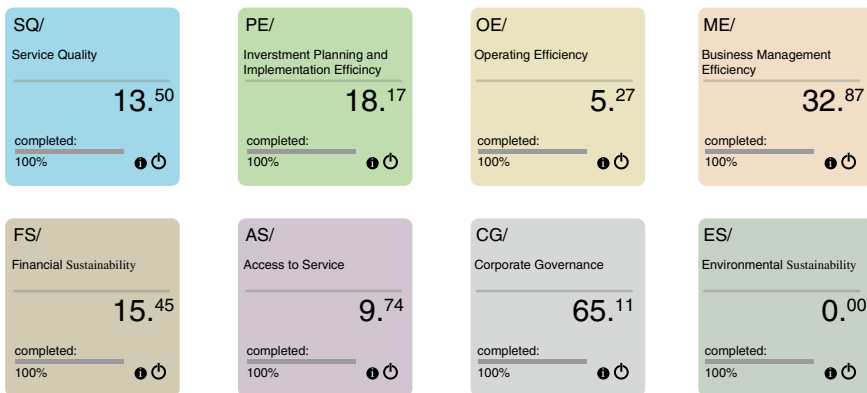 SQ/
Service Quality
13.50
completed:
100%
PE/
Inverstment Planning and
Implementation Efficincy
18.17
completed:
100%
OE/
Operating Efficiency
5.27
completed:
100%
ME/
Business Management
Efficiency
32.87
completed:
100%
FS/
Financial Sustainability
15.45
completed:
100%
AS/
Access to Service
9.74
completed:
100%
CG/
Corporate Governance
65.11
completed:
100%
ES/
Environmental Sustainability
0.00
completed:
100%